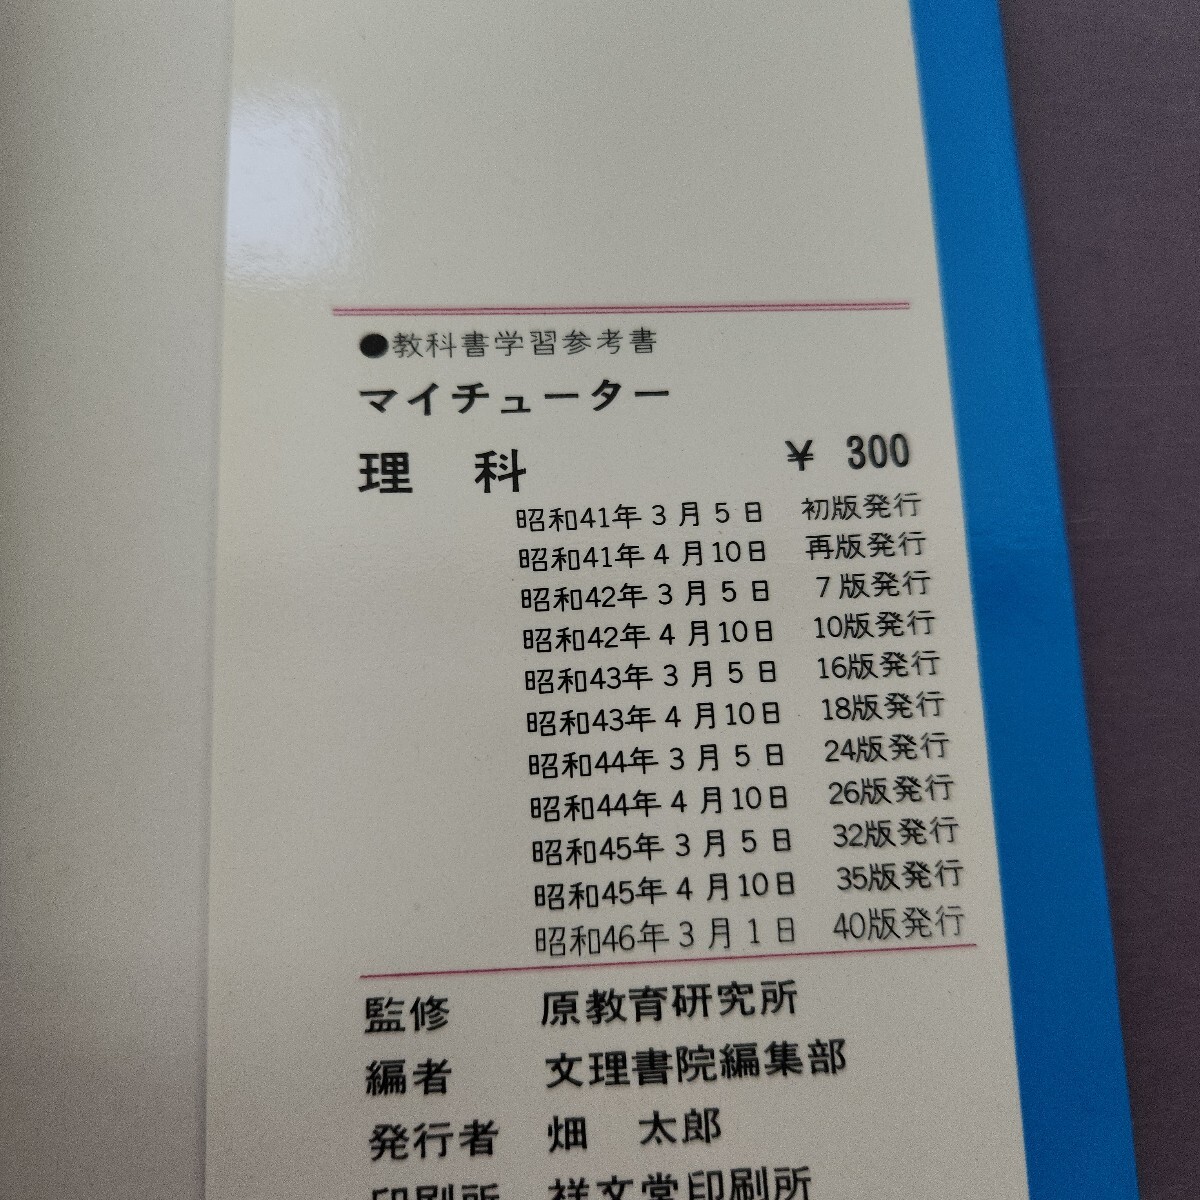 ●教科書学習参考書
マイチューター
理 科 ¥ 300
昭和41年3月5日 初版発行
昭和41年4月10日 再版発行
昭和42年3月5日 7版発行
昭和42年4月10日 10版発行
昭和43年3月5日 16版発行
昭和43年4月10日 18版発行
昭和44年3月5日 24版発行
昭和44年4月10日 26版発行
昭和45年3月5日 32版発行
昭和45年4月10日 35版発行
昭和46年3月1日 40版発行
監修 原教育研究所
編者 文理書院編集部
発行者 畑 太郎
印刷所 祥文堂印刷所